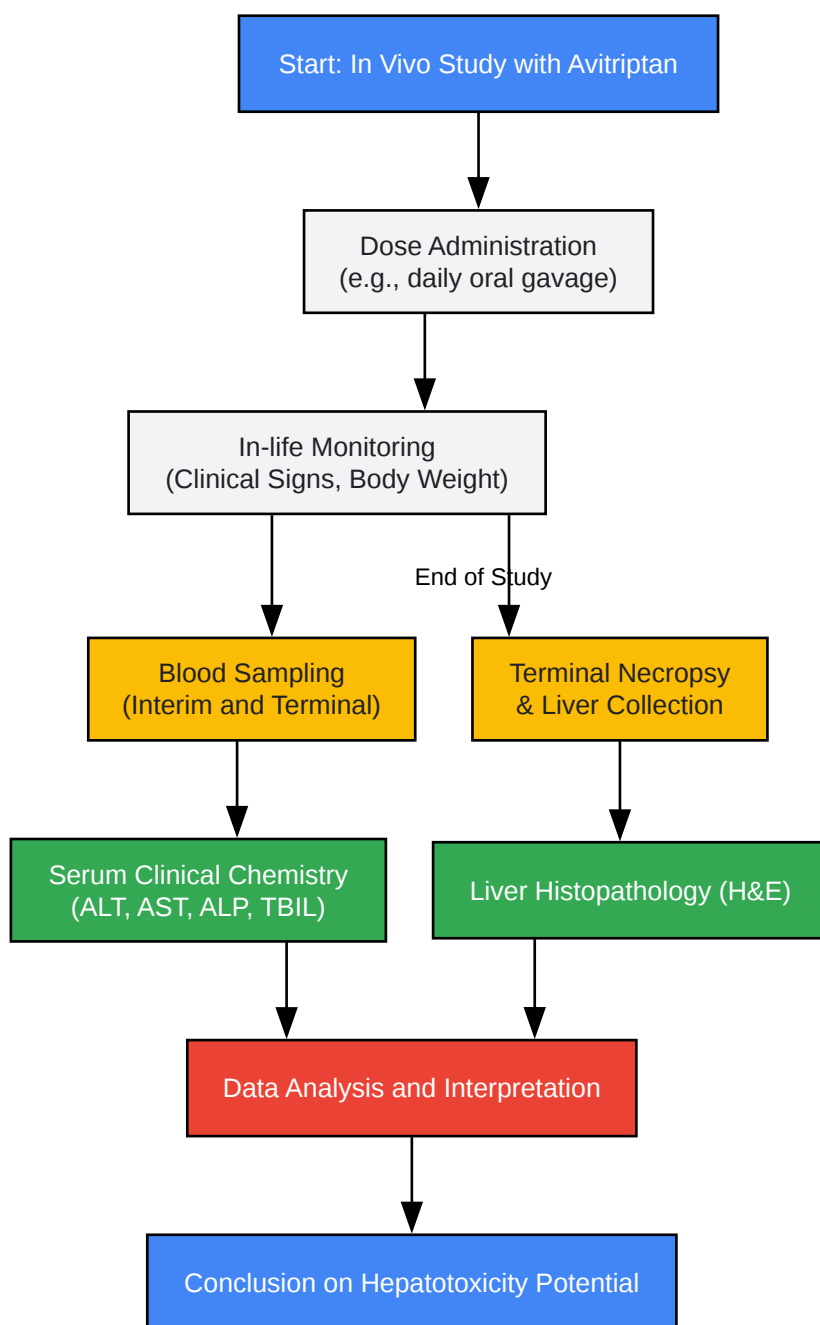 Start: In Vivo Study with Avitriptan
Dose Administration
(e.g., daily oral gavage)
In-life Monitoring
(Clinical Signs, Body Weight)
End of Study
Blood Sampling
(Interim and Terminal)
Terminal Necropsy
& Liver Collection
Serum Clinical Chemistry
(ALT, AST, ALP, TBIL)
Liver Histopathology (H&E)
Data Analysis and Interpretation
Conclusion on Hepatotoxicity Potential